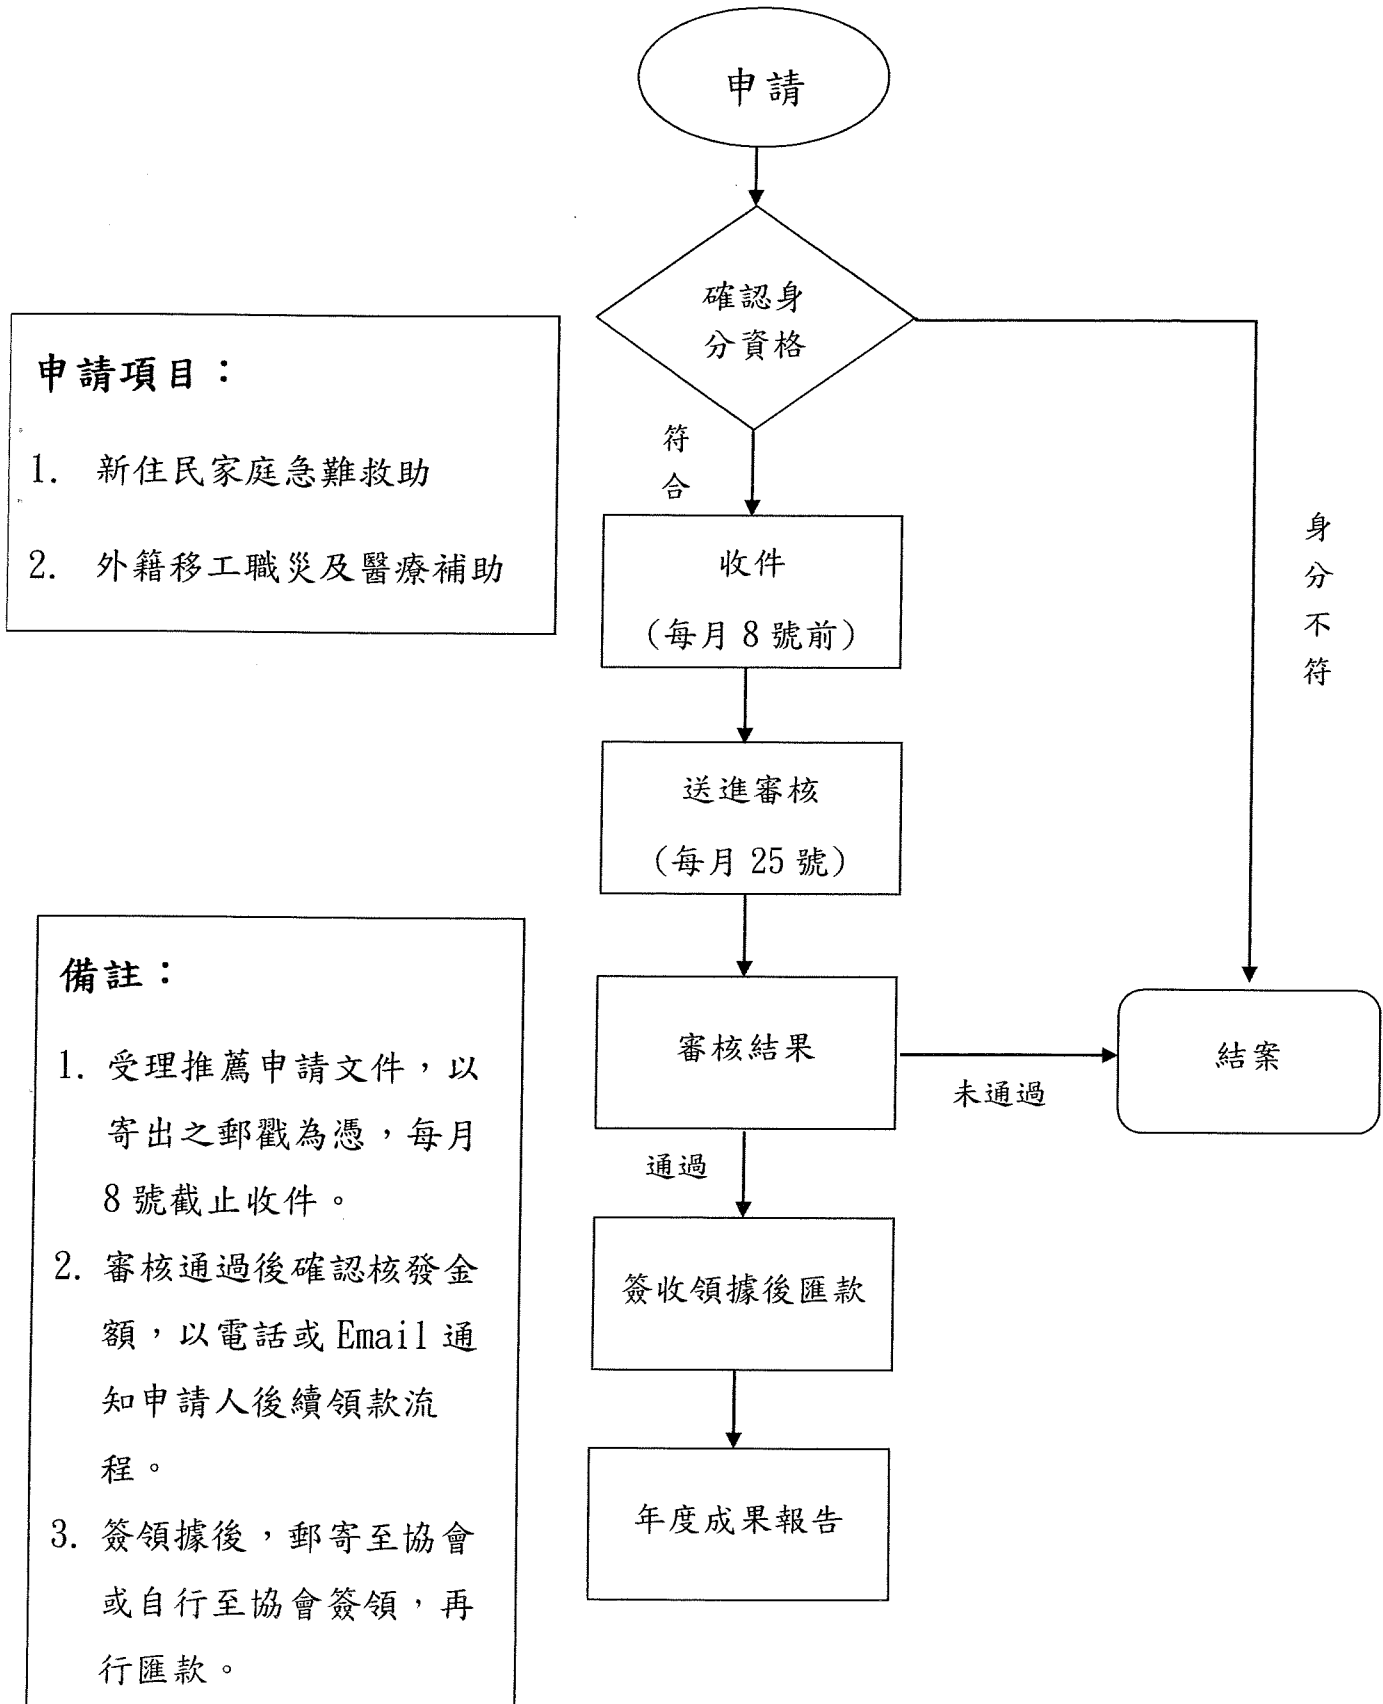 申請
確認身
分資格
申請項目：
1. 新住民家庭急難救助
2. 外籍移工職災及醫療補助
符
合
身
分
不
符
收件
(每月 8 號前)
送進審核
(每月 25 號)
審核結果
未通過
結案
通過
簽收領據後匯款
年度成果報告
備註：
1. 受理推薦申請文件，以
寄出之郵戳為憑，每月
8 號截止收件。
2. 審核通過後確認核發金
額，以電話或 Email 通
知申請人後續領款流
程。
3. 簽領據後，郵寄至協會
或自行至協會簽領，再
行匯款。